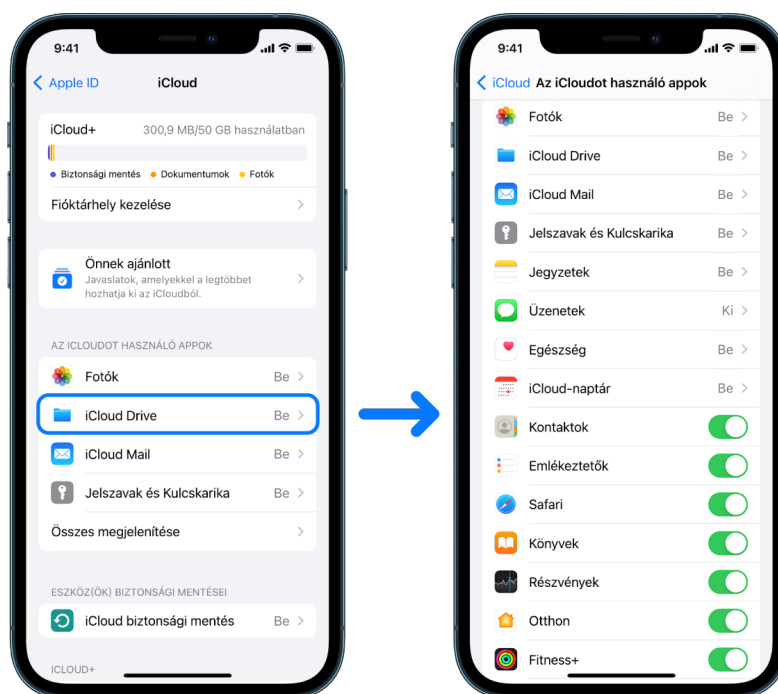 9:41
Apple ID
iCloud
iCloud+
300,9 MB/50 GB használatban
Biztonsági mentés
Dokumentumok
Fotók
Fióktárhely kezelése
Önnek ajánlott
Javaslatok, amelyekkel a legtöbbet
hozhatja ki az iCloudból.
AZ ICLOUDOT HASZNÁLÓ APPOK
Fotók Be
iCloud Drive Be
iCloud Mail Be
Jelszavak és Kulcskarika Be
Összes megjelenítése
ESZKÖZ(ÖK) BIZTONSÁGI MENTÉSEI
iCloud biztonsági mentés Be
ICLOUD+
9:41
iCloud Az iCloudot használó appok
Fotók Be
iCloud Drive Be
iCloud Mail Be
Jelszavak és Kulcskarika Be
Jegyzetek Be
Üzenetek Ki
Egészség Be
iCloud-naptár Be
Kontaktok
Emlékeztetők
Safari
Könyvek
Részvények
Otthon
Fitness+